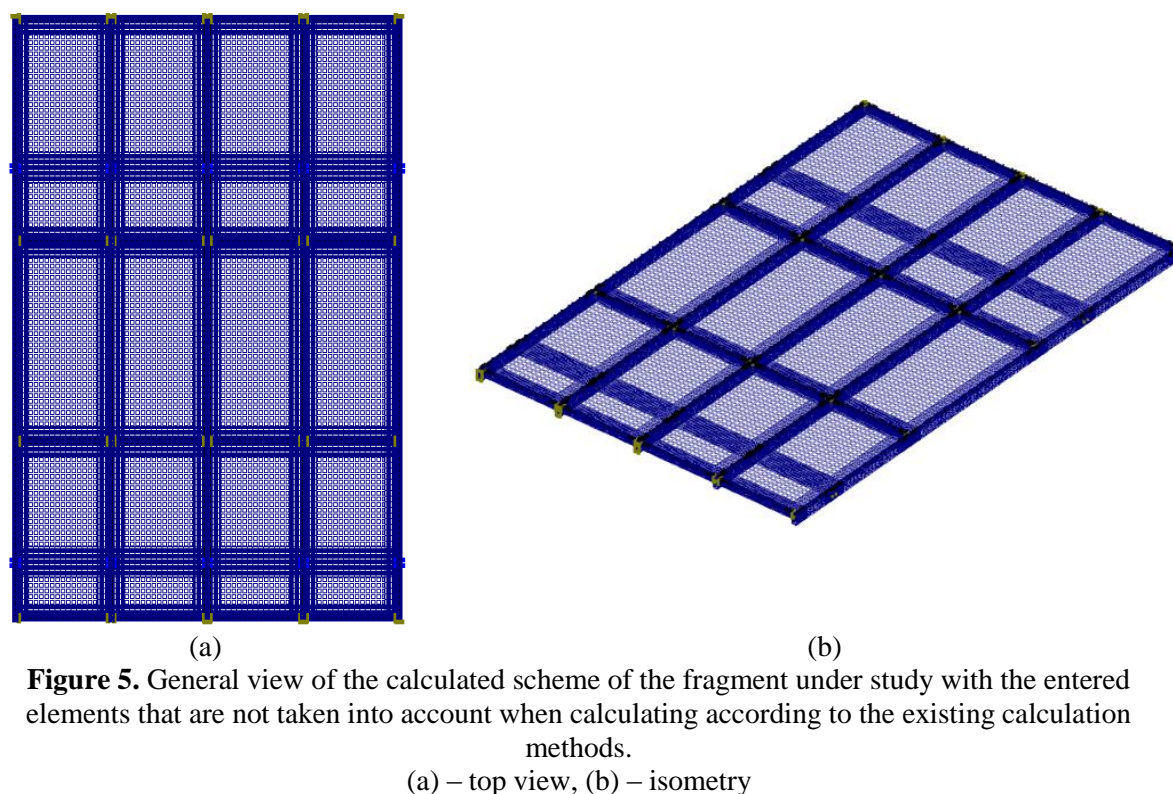 (a)
(b)
Figure 5. General view of the calculated scheme of the fragment under study with the entered
elements that are not taken into account when calculating according to the existing calculation
methods.
(a) – top view, (b) – isometry